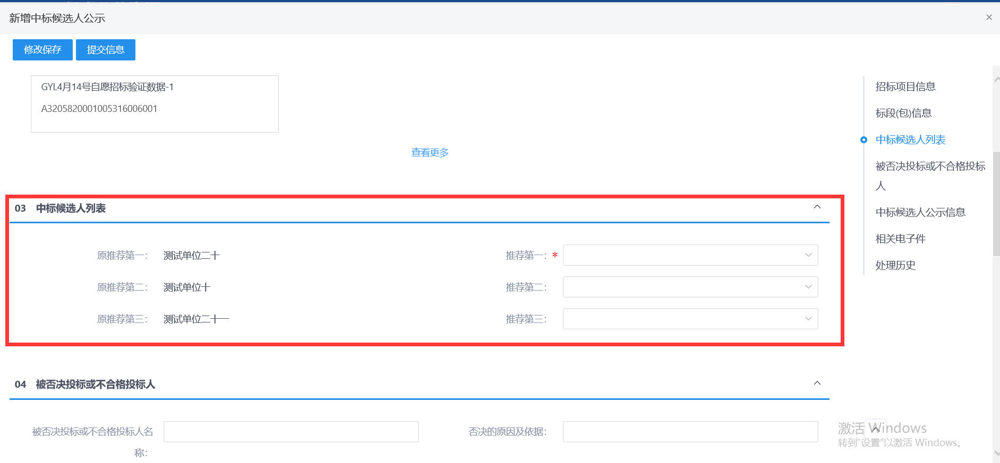 新增中标候选人公示
修改保存 提交信息
GYL4月14号自愿招标验证数据-1
A3205820001005316006001
查看更多
招标项目信息
标段(包)信息
中标候选人列表
被否决投标或不合格投标
人
中标候选人公示信息
相关电子件
处理历史
03 中标候选人列表
原推荐第一： 测试单位二十 推荐第一：*
原推荐第二： 测试单位十 推荐第二：
原推荐第三： 测试单位二十一 推荐第三：
04 被否决投标或不合格投标人
被否决投标或不合格投标人名 否决的原因及依据：
称：
激活 Windows
转到“设置”以激活 Windows。